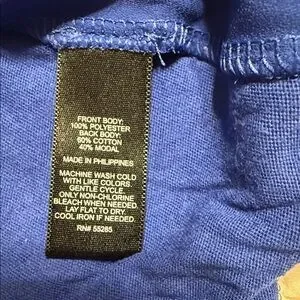 FRONT BODY:
100% POLYESTER
BACK BODY:
60% COTTON
40% MODAL
MADE IN PHILIPPINES
MACHINE WASH COLD
WITH LIKE COLORS.
GENTLE CYCLE.
ONLY NON-CHLORINE
BLEACH WHEN NEEDED.
LAY FLAT TO DRY.
COOL IRON IF NEEDED.
RN# 55285